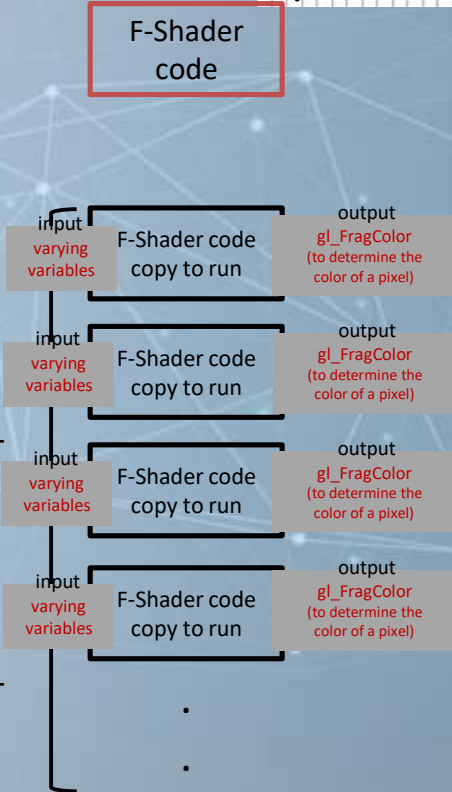 F-Shader
code
input
varying
variables
F-Shader code
copy to run
output
gl_FragColor
(to determine the
color of a pixel)
input
varying
variables
F-Shader code
copy to run
output
gl_FragColor
(to determine the
color of a pixel)
input
varying
variables
F-Shader code
copy to run
output
gl_FragColor
(to determine the
color of a pixel)
input
varying
variables
F-Shader code
copy to run
output
gl_FragColor
(to determine the
color of a pixel)
.
.